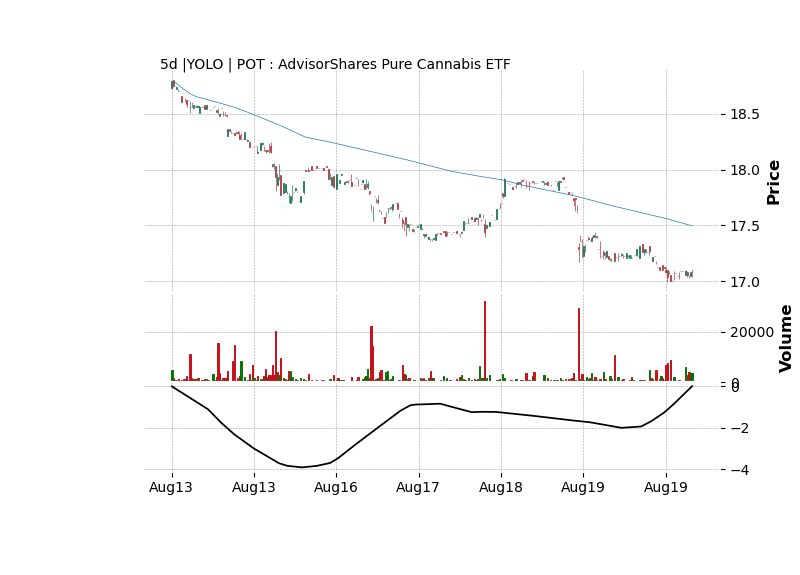 5d |YOLO | POT : AdvisorShares Pure Cannabis ETF
18.5
18.0
17.5
17.0
Price
20000
0
Volume
0
−2
−4
Aug13 Aug13 Aug16 Aug17 Aug18 Aug19 Aug19